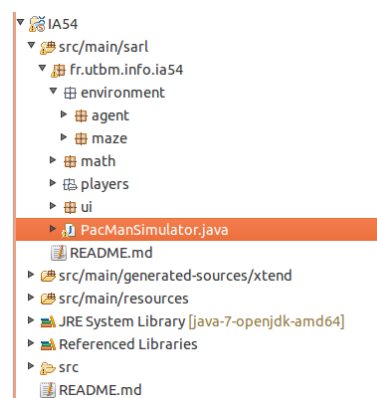 IA54
src/main/sarl
fr.utbm.info.ia54
environment
agent
maze
math
players
ui
PacManSimulator.java
README.md
src/main/generated-sources/xtend
src/main/resources
JRE System Library [java-7-openjdk-amd64]
Referenced Libraries
src
README.md